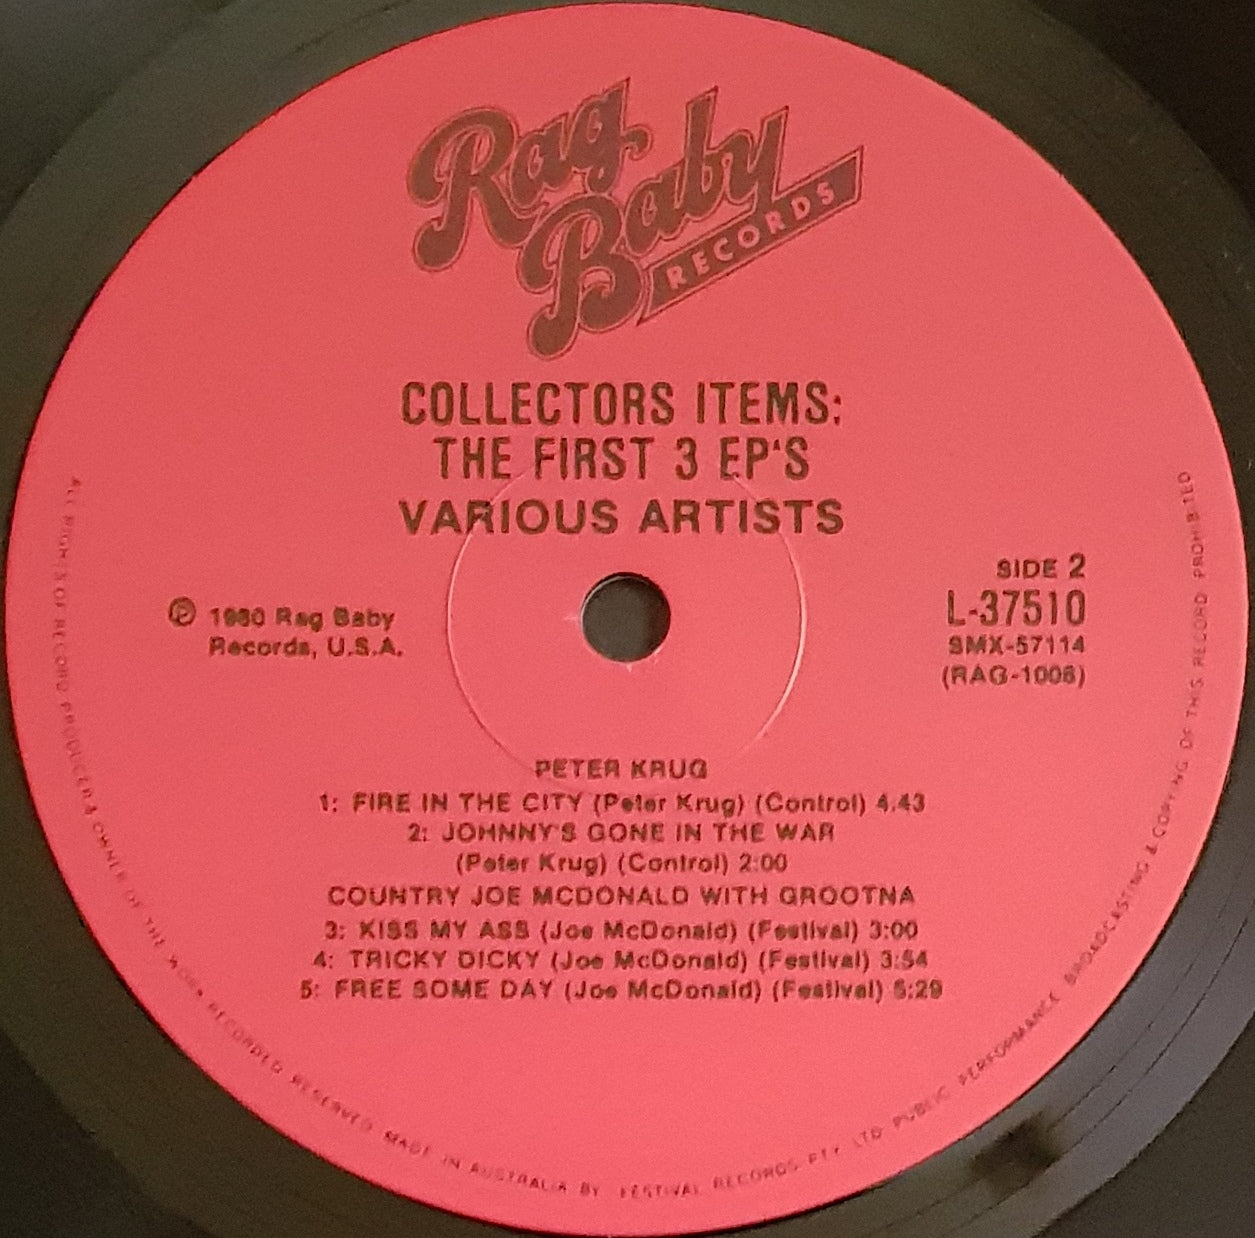 Rag
Baby
RECORDS
COLLECTORS ITEMS:
THE FIRST 3 EP'S
VARIOUS ARTISTS
SIDE 2
L-37510
SMX-57114
(RAG-1006)
℗ 1980 Rag Baby
Records, U.S.A.
PETER KRUG
1: FIRE IN THE CITY (Peter Krug) (Control) 4.43
2: JOHNNY'S GONE IN THE WAR
(Peter Krug) (Control) 2:00
COUNTRY JOE MCDONALD WITH GROOTNA
3: KISS MY ASS (Joe McDonald) (Festival) 3:00
4: TRICKY DICKY (Joe McDonald) (Festival) 3:54
5: FREE SOME DAY (Joe McDonald) (Festival) 5:29
ALL RIGHTS OF RECORD PRODUCER & OWNER OF THE WORK RECORDED RESERVED MADE IN AUSTRALIA BY FESTIVAL RECORDS PTY LTD PUBLIC PERFORMANCE BROADCASTING & COPYING OF THIS RECORD PROHIBITED